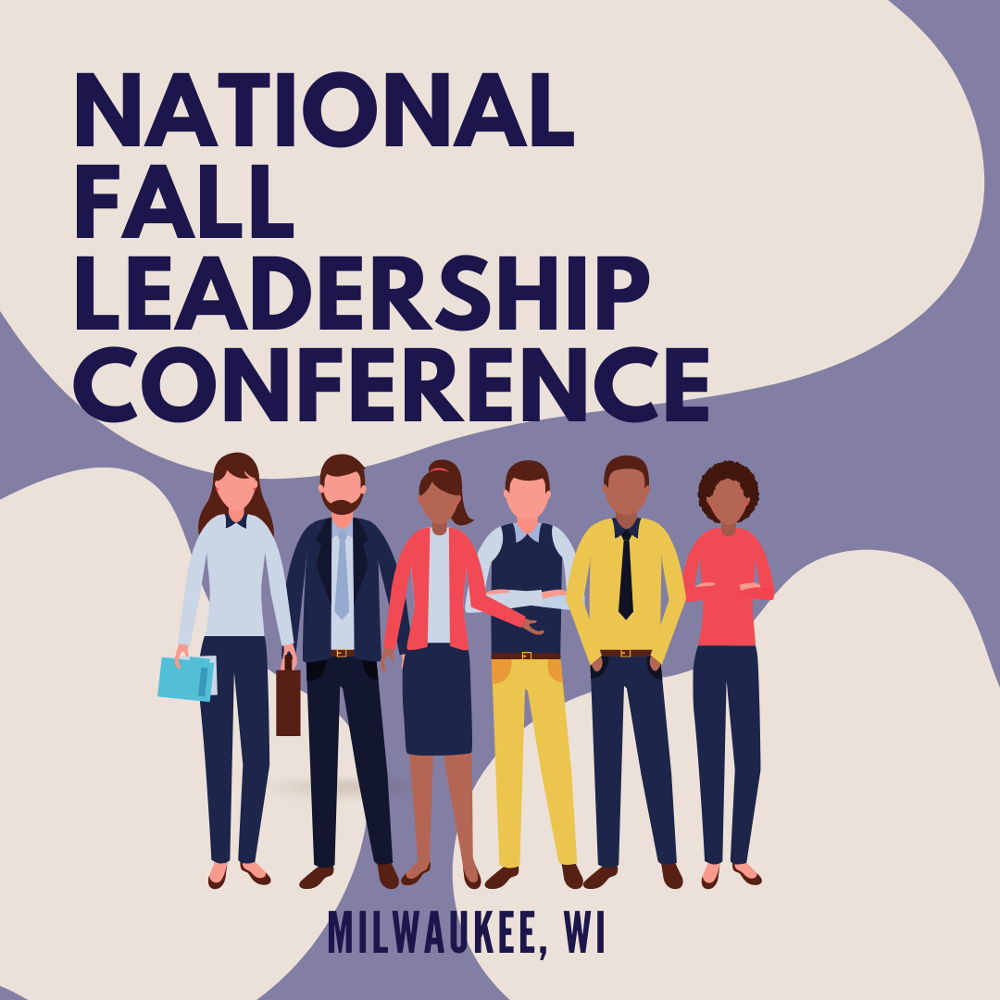 NATIONAL
FALL
LEADERSHIP
CONFERENCE
MILWAUKEE, WI